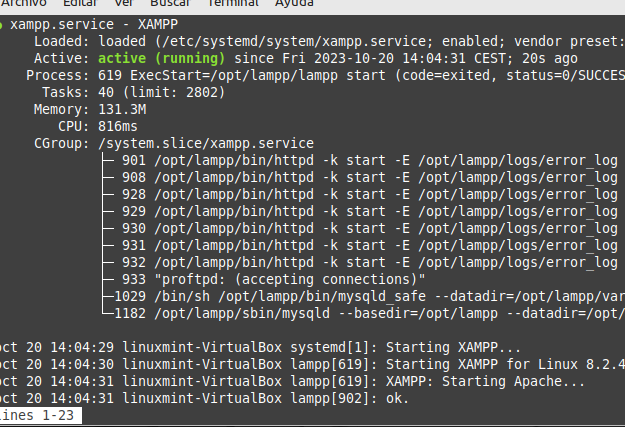 Archivo Editar Ver Buscar Terminal Ayuda
● xampp.service - XAMPP
Loaded: loaded (/etc/systemd/system/xampp.service; enabled; vendor preset:
Active: active (running) since Fri 2023-10-20 14:04:31 CEST; 20s ago
Process: 619 ExecStart=/opt/lampp/lampp start (code=exited, status=0/SUCCES
Tasks: 40 (limit: 2802)
Memory: 131.3M
CPU: 816ms
CGroup: /system.slice/xampp.service
├─ 901 /opt/lampp/bin/httpd -k start -E /opt/lampp/logs/error_log
├─ 908 /opt/lampp/bin/httpd -k start -E /opt/lampp/logs/error_log
├─ 928 /opt/lampp/bin/httpd -k start -E /opt/lampp/logs/error_log
├─ 929 /opt/lampp/bin/httpd -k start -E /opt/lampp/logs/error_log
├─ 930 /opt/lampp/bin/httpd -k start -E /opt/lampp/logs/error_log
├─ 931 /opt/lampp/bin/httpd -k start -E /opt/lampp/logs/error_log
├─ 932 /opt/lampp/bin/httpd -k start -E /opt/lampp/logs/error_log
├─ 933 "proftpd: (accepting connections)"
├─1029 /bin/sh /opt/lampp/bin/mysqld_safe --datadir=/opt/lampp/var
└─1182 /opt/lampp/sbin/mysqld --basedir=/opt/lampp --datadir=/opt/
oct 20 14:04:29 linuxmint-VirtualBox systemd[1]: Starting XAMPP...
oct 20 14:04:30 linuxmint-VirtualBox lampp[619]: Starting XAMPP for Linux 8.2.4
oct 20 14:04:31 linuxmint-VirtualBox lampp[619]: XAMPP: Starting Apache...
oct 20 14:04:31 linuxmint-VirtualBox lampp[902]: ok.
lines 1-23